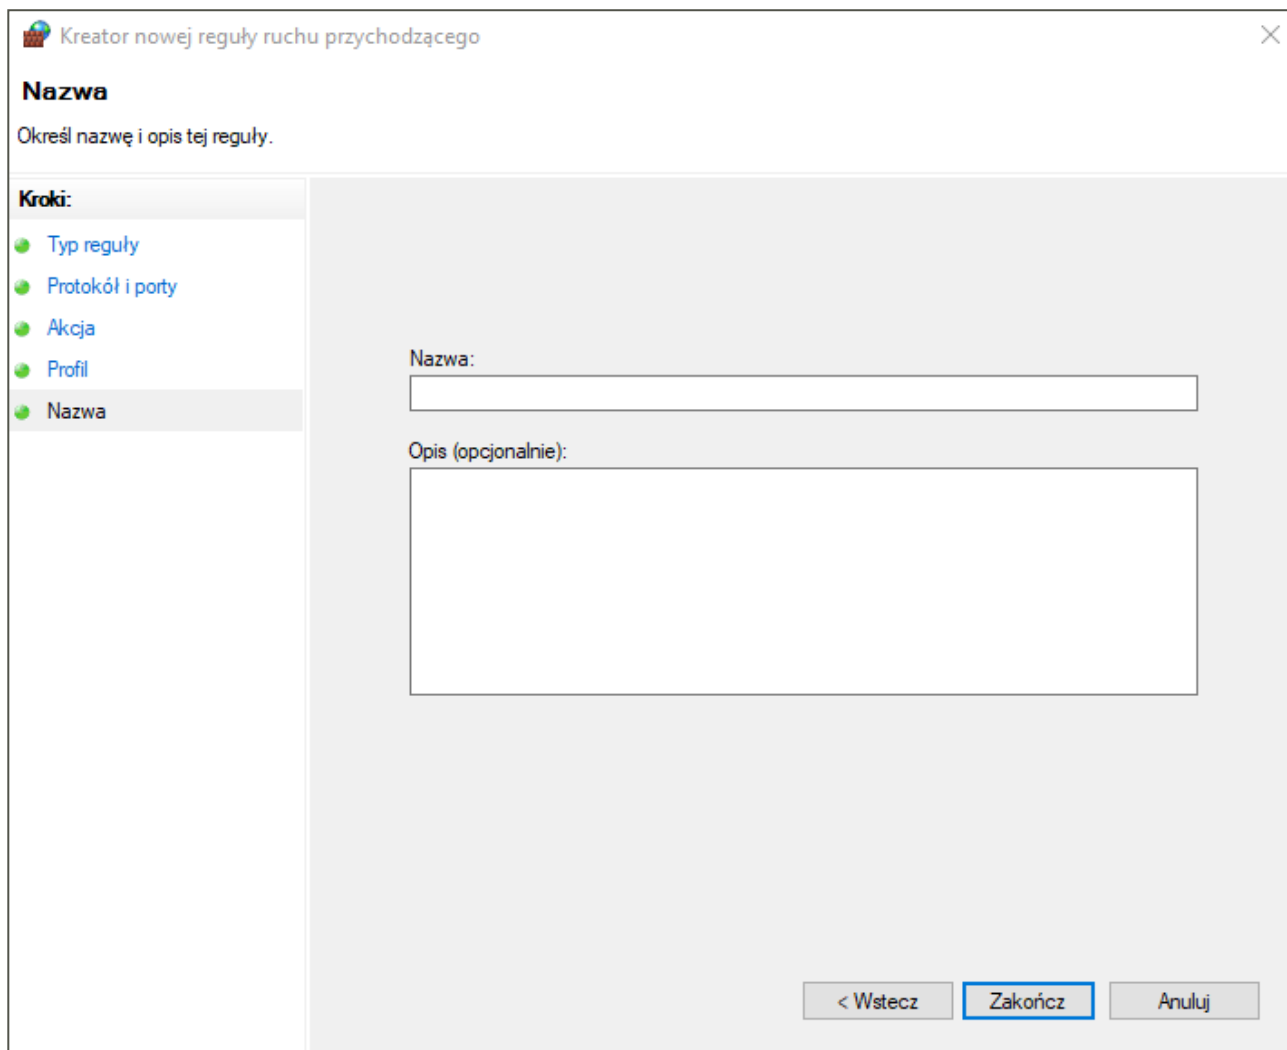 Kreator nowej reguły ruchu przychodzącego
Nazwa
Określ nazwę i opis tej reguły.
Kroki:
Typ reguły
Protokół i porty
Akcja
Profil
Nazwa
Nazwa:
Opis (opcjonalnie):
< Wstecz
Zakończ
Anuluj